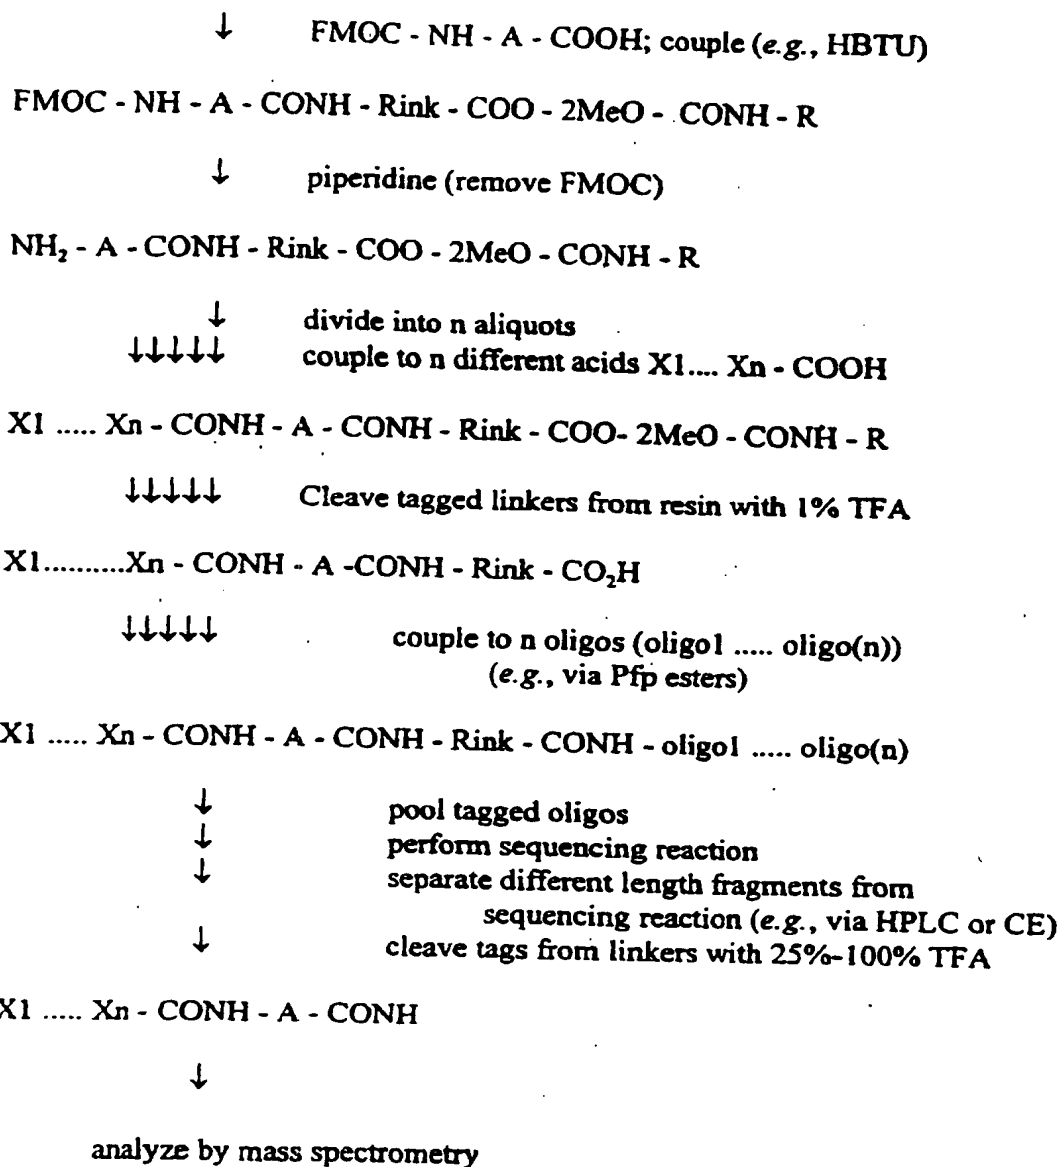 ↓ FMOC - NH - A - COOH; couple (e.g., HBTU)
FMOC - NH - A - CONH - Rink - COO - 2MeO - CONH - R
↓ piperidine (remove FMOC)
NH₂ - A - CONH - Rink - COO - 2MeO - CONH - R
↓ divide into n aliquots
↓↓↓↓↓ couple to n different acids X1.... Xn - COOH
X1 ..... Xn - CONH - A - CONH - Rink - COO- 2MeO - CONH - R
↓↓↓↓↓ Cleave tagged linkers from resin with 1% TFA
X1..........Xn - CONH - A -CONH - Rink - CO₂H
↓↓↓↓↓ couple to n oligos (oligo1 ..... oligo(n))
(e.g., via Pfp esters)
X1 ..... Xn - CONH - A - CONH - Rink - CONH - oligo1 ..... oligo(n)
↓ pool tagged oligos
↓ perform sequencing reaction
↓ separate different length fragments from
sequencing reaction (e.g., via HPLC or CE)
↓ cleave tags from linkers with 25%-100% TFA
X1 ..... Xn - CONH - A - CONH
↓
analyze by mass spectrometry